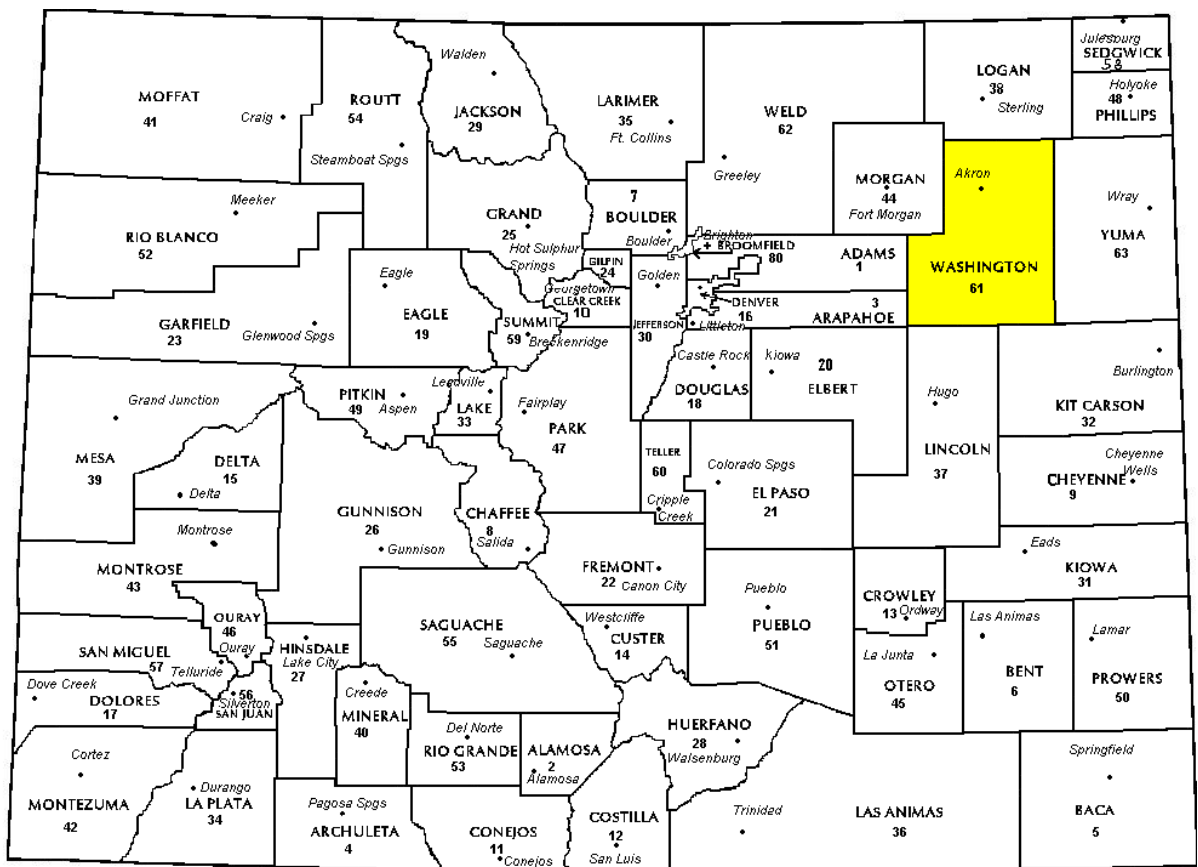 Julesburg
SEDGWICK
58
LOGAN
38
Sterling
Holyoke
48
PHILLIPS
Walden
JACKSON
29
MOFFAT
41
Craig
ROUTT
54
Steamboat Spgs
LARIMER
35
Ft. Collins
WELD
62
Greeley
MORGAN
44
Fort Morgan
Akron
WASHINGTON
61
Wray
YUMA
63
Meeker
RIO BLANCO
52
GRAND
25
Hot Sulphur
Springs
7
BOULDER
Boulder
Brighton
+ BROOMFIELD
80
ADAMS
1
GILPIN
24
Golden
Georgetown
CLEAR CREEK
10
JEFFERSON
30
DENVER
16
Littleton
3
ARAPAHOE
Eagle
EAGLE
19
GARFIELD
23
Glenwood Spgs
SUMMIT
59
Breckenridge
Castle Rock
DOUGLAS
18
kiowa
20
ELBERT
Burlington
KIT CARSON
32
Hugo
LINCOLN
37
Grand Junction
MESA
39
PITKIN
49
Aspen
Leadville
LAKE
33
Fairplay
PARK
47
TELLER
60
Cripple
Creek
Colorado Spgs
EL PASO
21
Cheyenne
Wells
CHEYENNE
9
DELTA
15
Delta
GUNNISON
26
Gunnison
CHAFFEE
8
Salida
Montrose
MONTROSE
43
FREMONT
22
Canon City
Pueblo
PUEBLO
51
Eads
KIOWA
31
CROWLEY
13
Ordway
OURAY
46
Ouray
HINSDALE
Lake City
27
SAGUACHE
55
Saguache
Westcliffe
CUSTER
14
Las Animas
BENT
6
Lamar
PROWERS
50
La Junta
OTERO
45
SAN MIGUEL
57
Telluride
Dove Creek
DOLORES
17
56
Silverton
SAN JUAN
Creede
MINERAL
40
Del Norte
RIO GRANDE
53
ALAMOSA
2
Alamosa
HUERFANO
28
Walsenburg
Cortez
MONTEZUMA
42
Durango
LA PLATA
34
Pagosa Spgs
ARCHULETA
4
CONEJOS
11
Conejos
COSTILLA
12
San Luis
Trinidad
LAS ANIMAS
36
Springfield
BACA
5